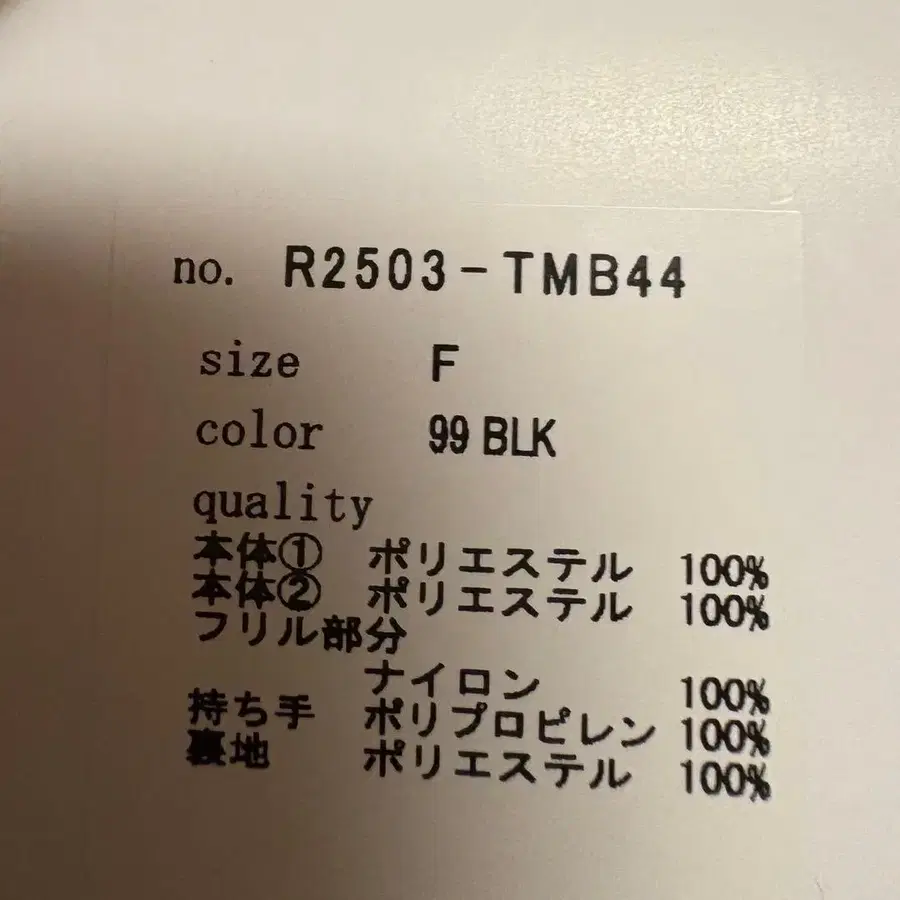 no. R2503-TMB44
size F
color 99 BLK
quality
本体① ポリエステル 100%
本体② ポリエステル 100%
フリル部分
ナイロン 100%
持ち手 ポリプロピレン 100%
裏地 ポリエステル 100%